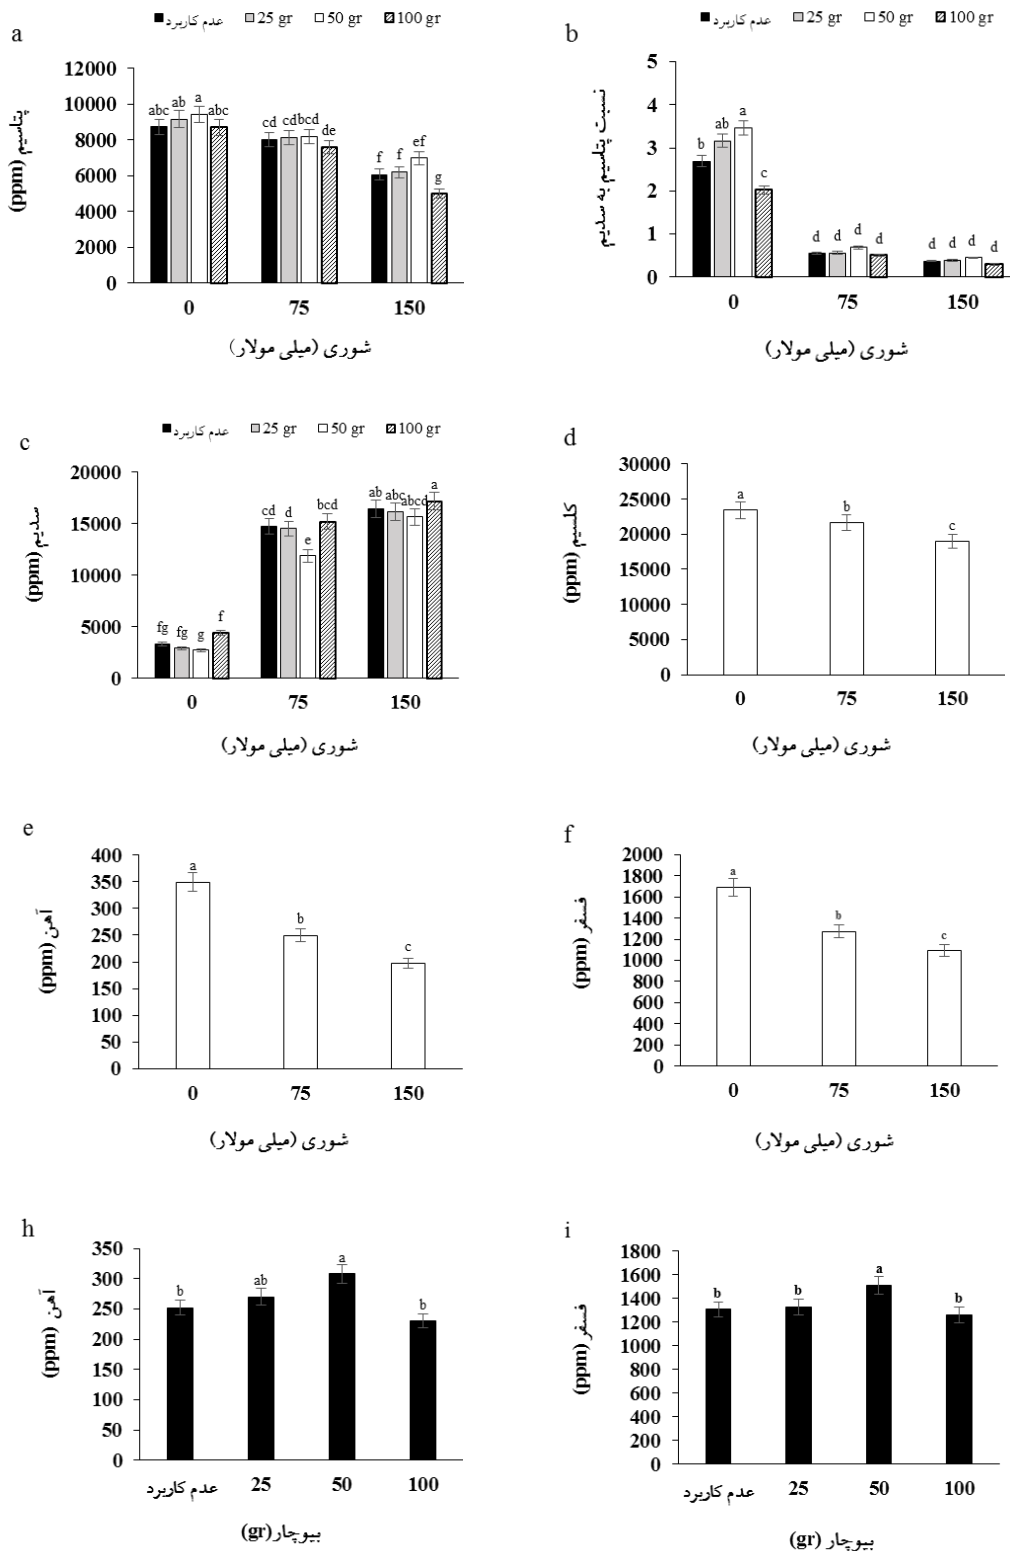 a
عدم کاربرد 25 gr 50 gr 100 gr
12000
10000
8000
6000
4000
2000
0
پتاسیم (ppm)
abc ab a abc
cd cd bcd de
f f ef g
0 75 150
شوری (میلی مولار)
b
عدم کاربرد 25 gr 50 gr 100 gr
5
4
3
2
1
0
نسبت پتاسیم به سدیم
b ab a c
d d d d
d d d d
0 75 150
شوری (میلی مولار)
c
عدم کاربرد 25 gr 50 gr 100 gr
20000
15000
10000
5000
0
سدیم (ppm)
fg fg g f
cd d e bcd
ab abc abcd a
0 75 150
شوری (میلی مولار)
d
30000
25000
20000
15000
10000
5000
0
کلسیم (ppm)
a b c
0 75 150
شوری (میلی مولار)
e
400
350
300
250
200
150
100
50
0
آهن (ppm)
a b c
0 75 150
شوری (میلی مولار)
f
2000
1800
1600
1400
1200
1000
800
600
400
200
0
فسفر (ppm)
a b c
0 75 150
شوری (میلی مولار)
h
350
300
250
200
150
100
50
0
آهن (ppm)
b ab a b
عدم کاربرد 25 50 100
بیوچار(gr)
i
1800
1600
1400
1200
1000
800
600
400
200
0
فسفر (ppm)
b b a b
عدم کاربرد 25 50 100
بیوچار (gr)